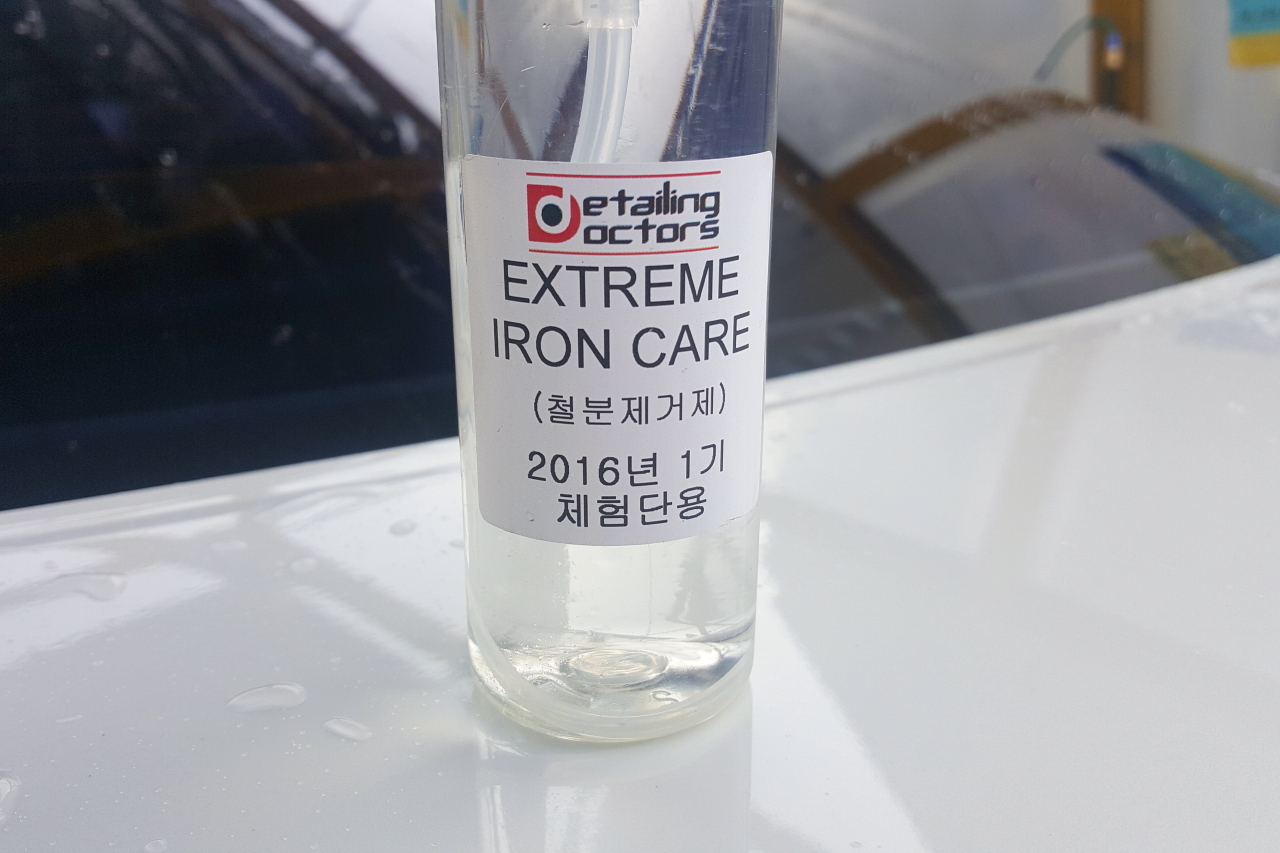 Detailing
Doctors
EXTREME
IRON CARE
(철분제거제)
2016년 1기
체험단용